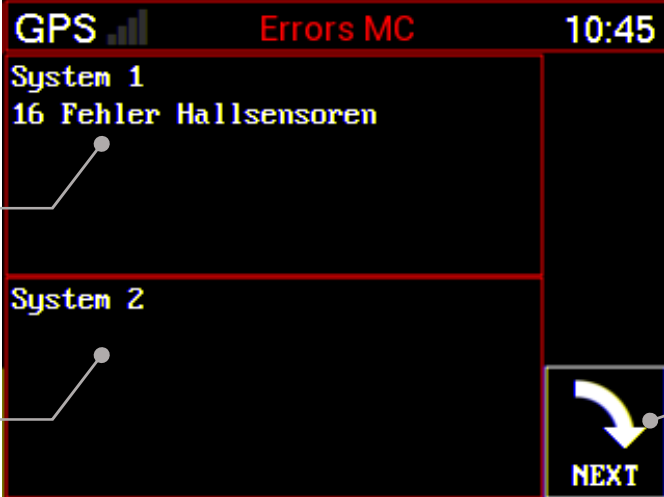 GPS Errors MC 10:45
System 1
16 Fehler Hallsensoren
System 2
NEXT